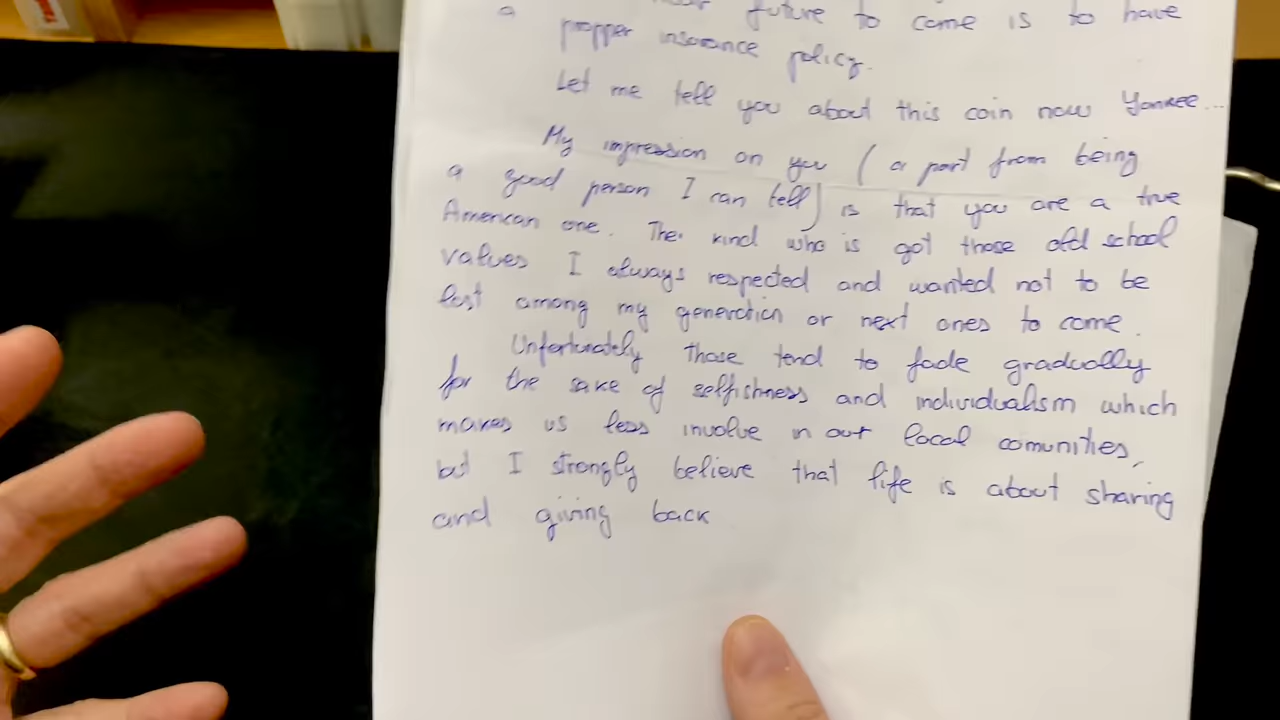 a future to come is to have
propper insorance policy.
Let me tell you about this coin now Yankee...
My impression on you ( a part from being
a good person I can tell) is that you are a true
American one. The kind who is got those old school
values I always respected and wanted not to be
lost among my generation or next ones to come.
Unfortunately those tend to fade gradually
for the sake of selfishness and individualism which
makes us less involve in our local comunities,
but I strongly believe that life is about sharing
and giving back